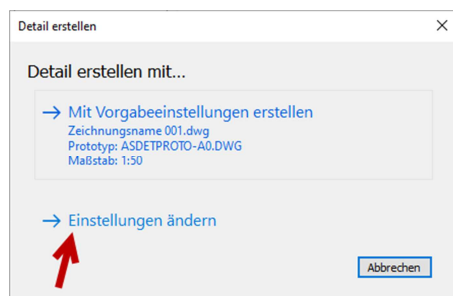 Detail erstellen
Detail erstellen mit...
Mit Vorgabeeinstellungen erstellen
Zeichnungsname 001.dwg
Prototyp: ASDETPROTO-A0.DWG
Maßstab: 1:50
Einstellungen ändern
Abbrechen